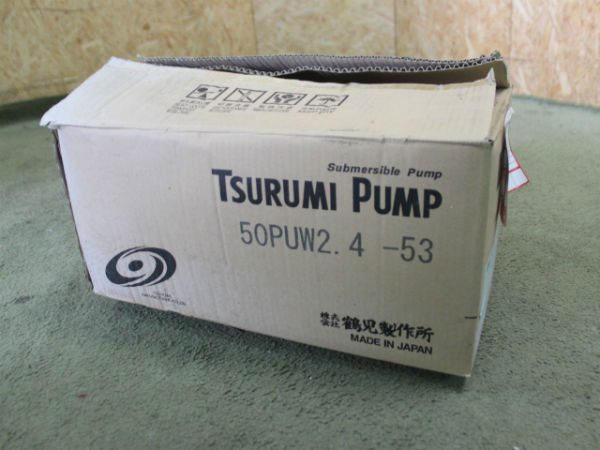 Submersible Pump
TSURUMI PUMP
50PUW2.4 -53
株式会社 鶴見製作所
MADE IN JAPAN